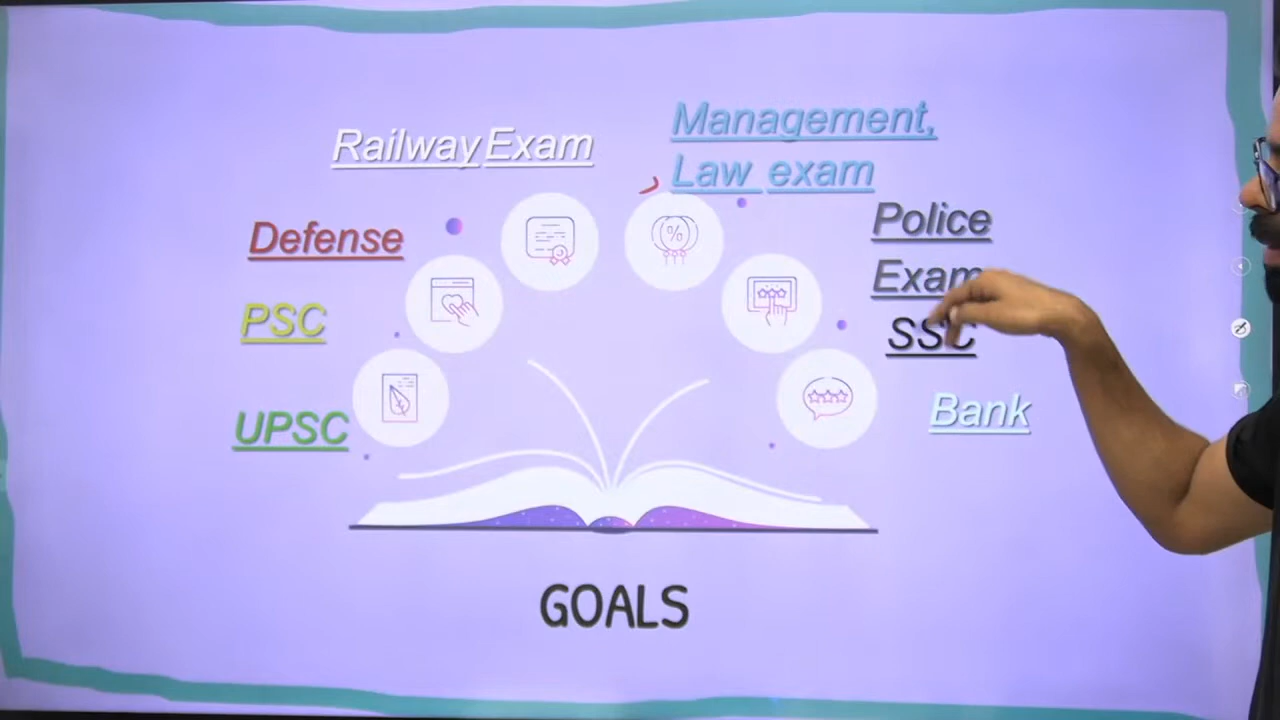 Railway Exam
Management,
Law exam
Defense
Police
Exam
PSC
SSC
UPSC
Bank
%
GOALS